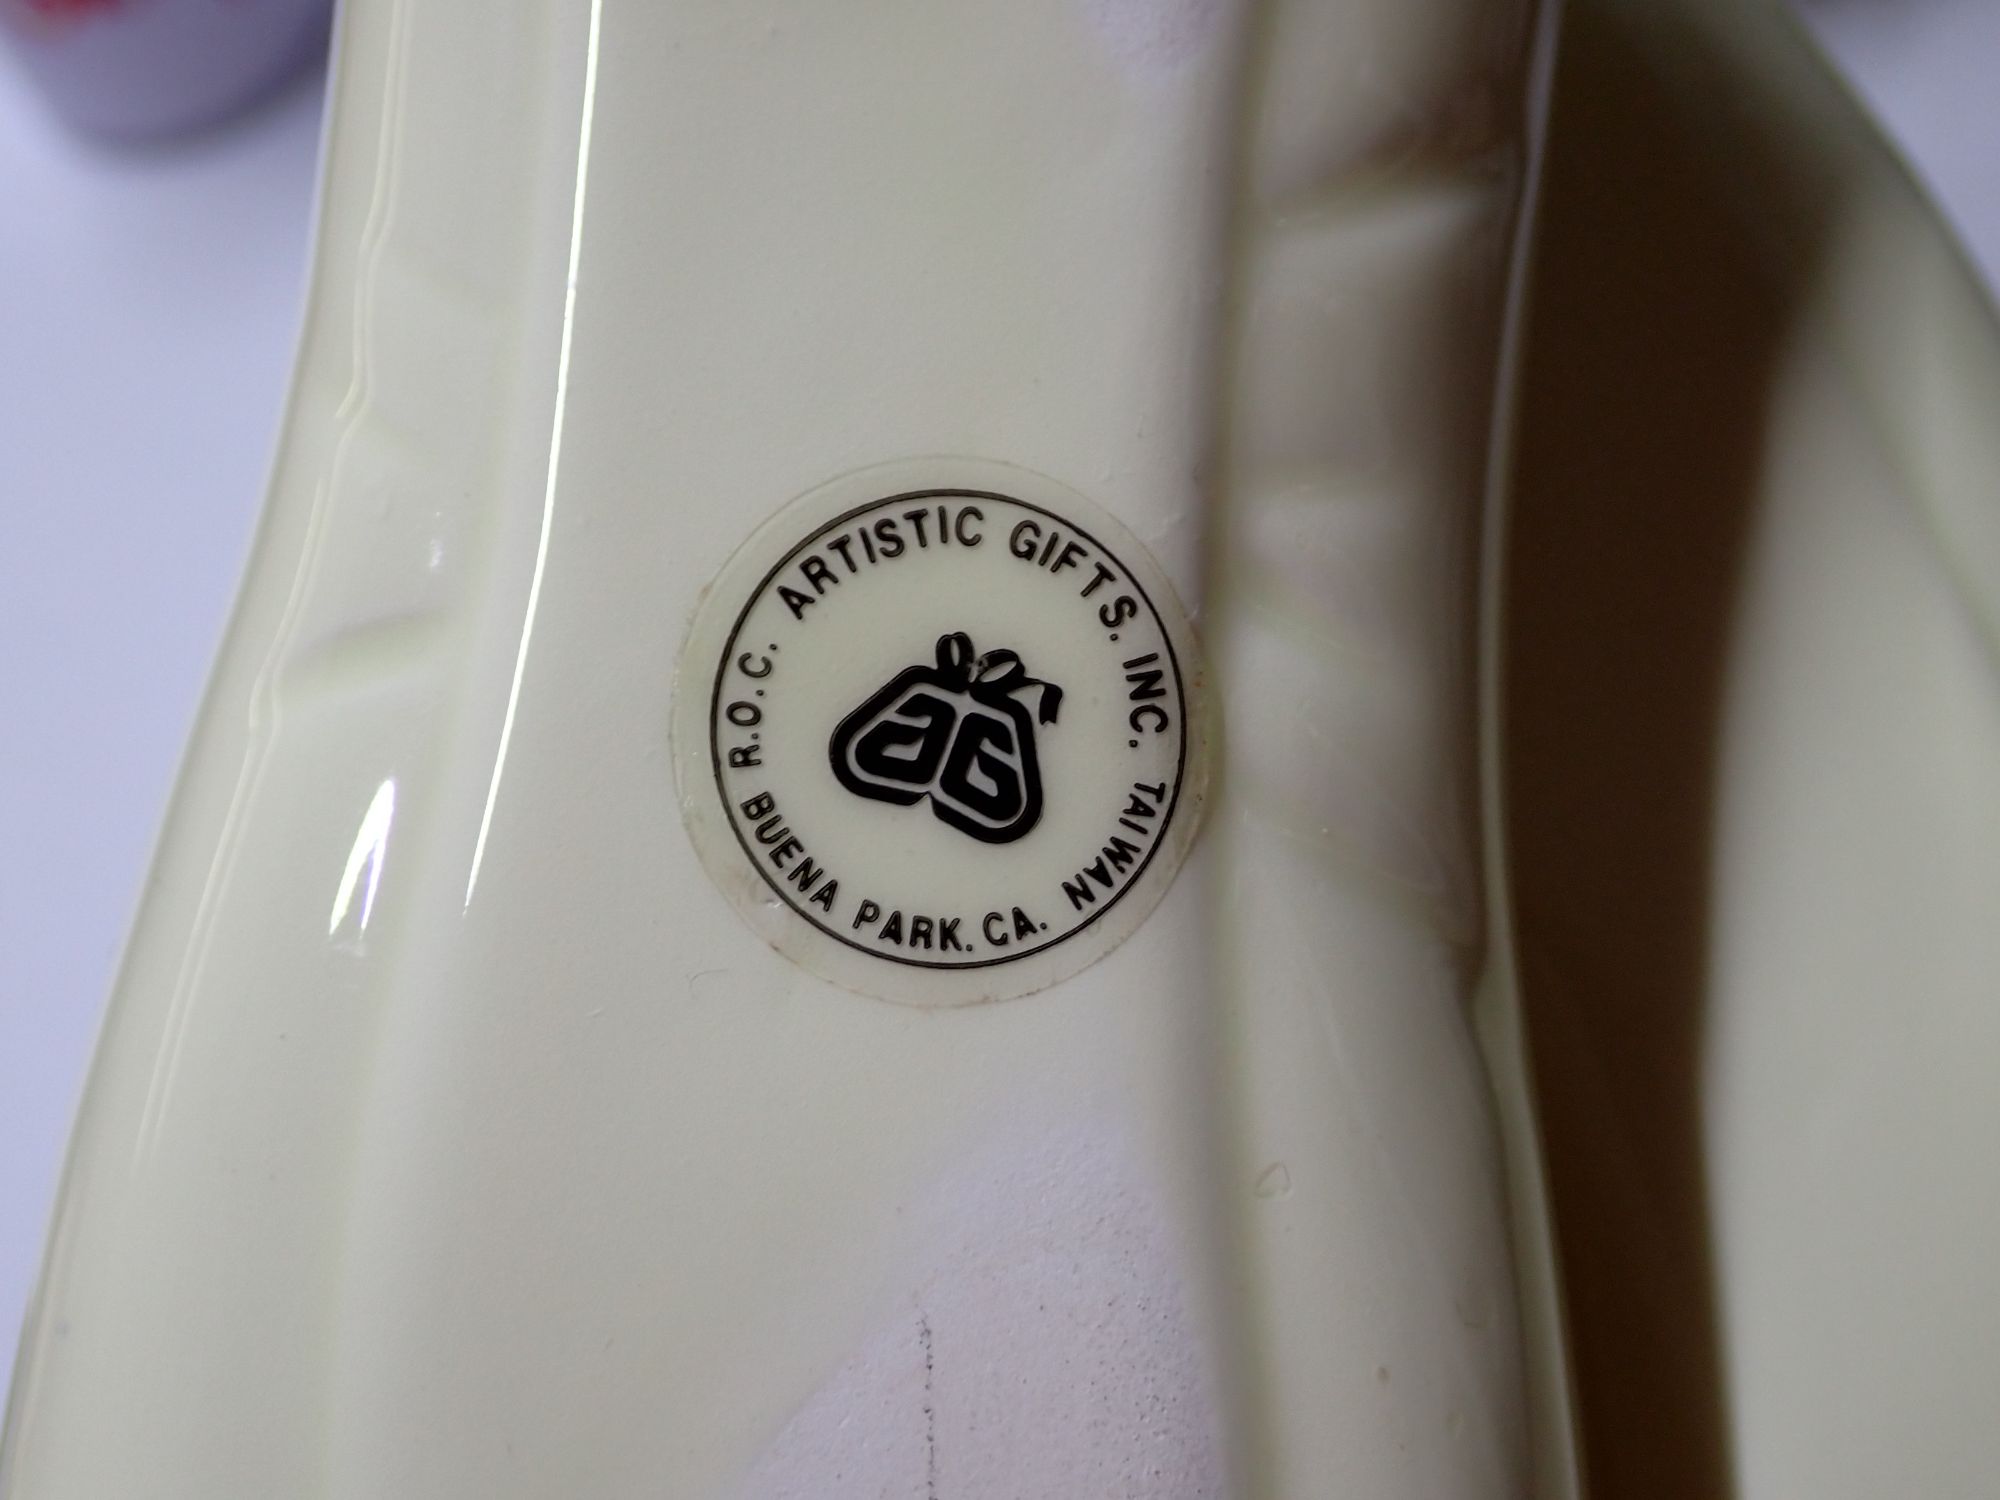 ARTISTIC GIFTS. INC. TAIWAN
R.O.C. BUENA PARK. CA.
AG